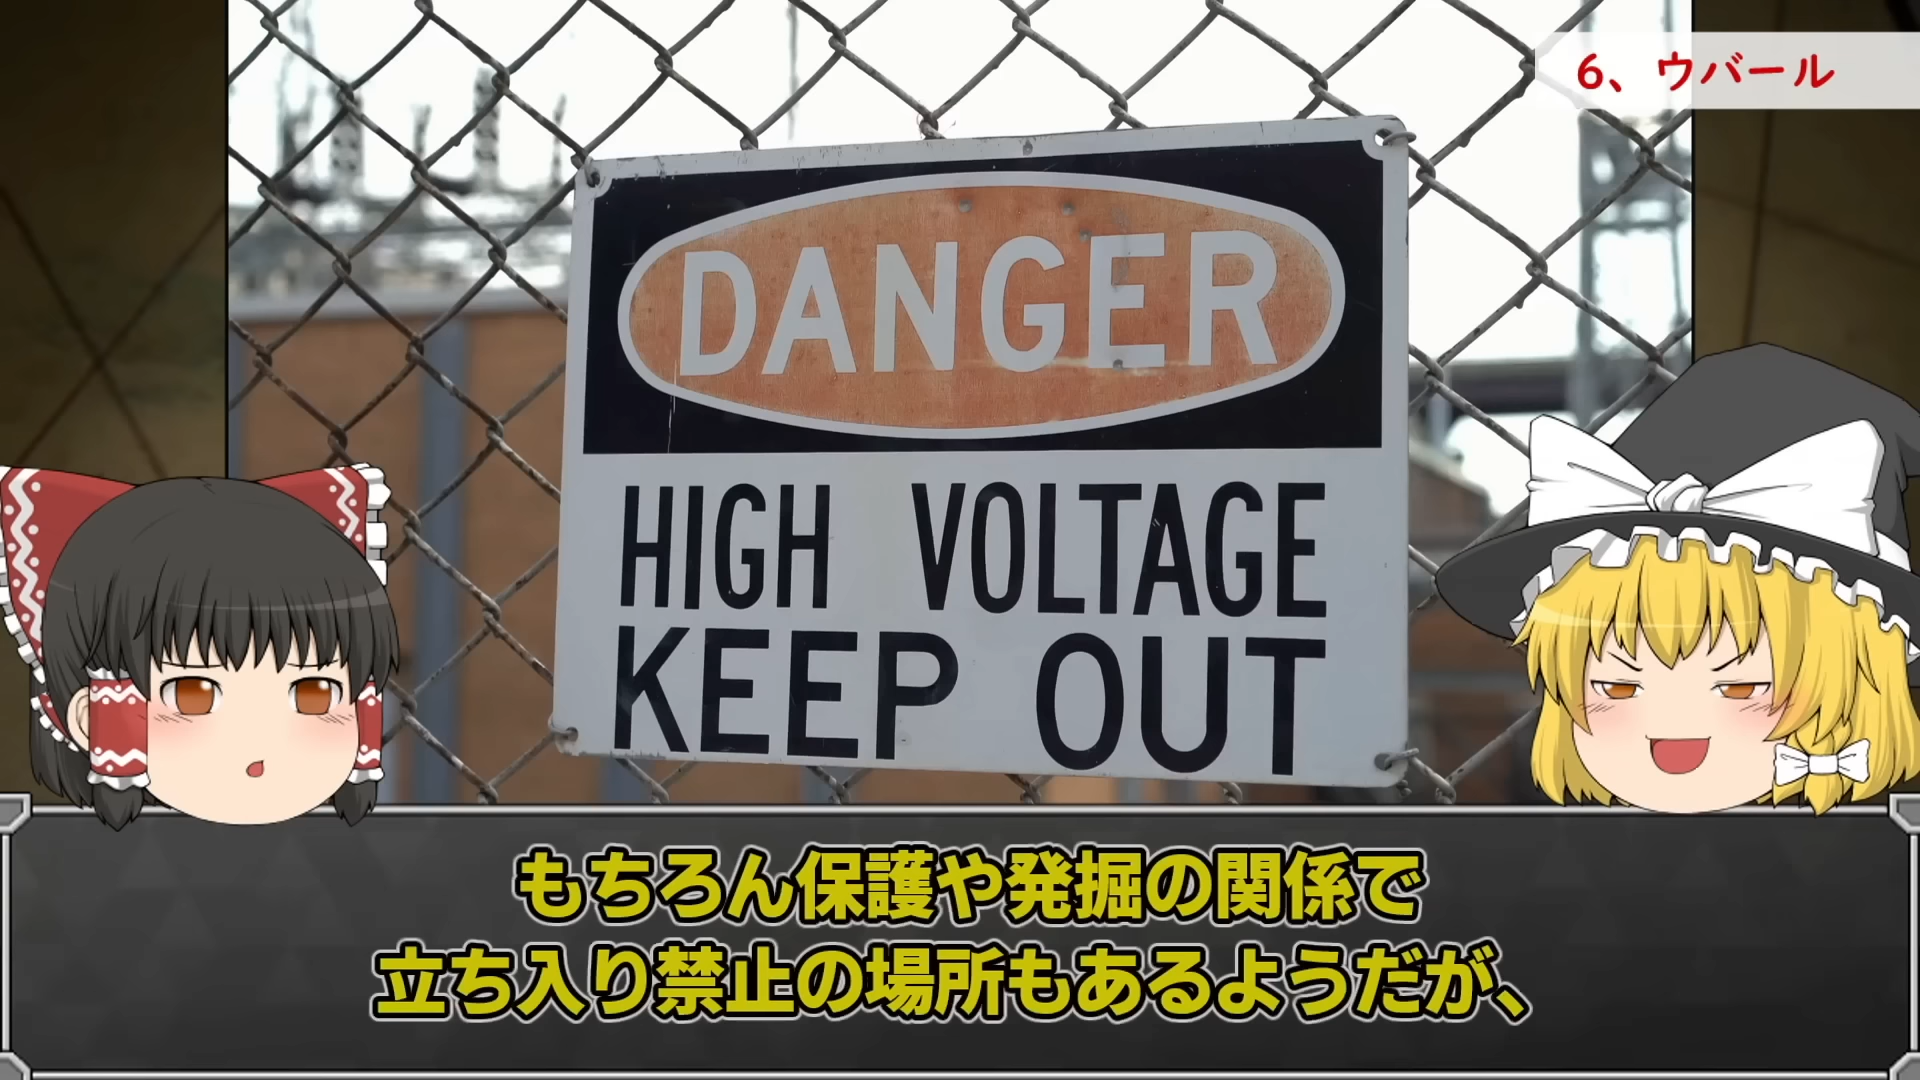 6、ウバール
DANGER
HIGH VOLTAGE
KEEP OUT
もちろん保護や発掘の関係で
立ち入り禁止の場所もあるようだが、